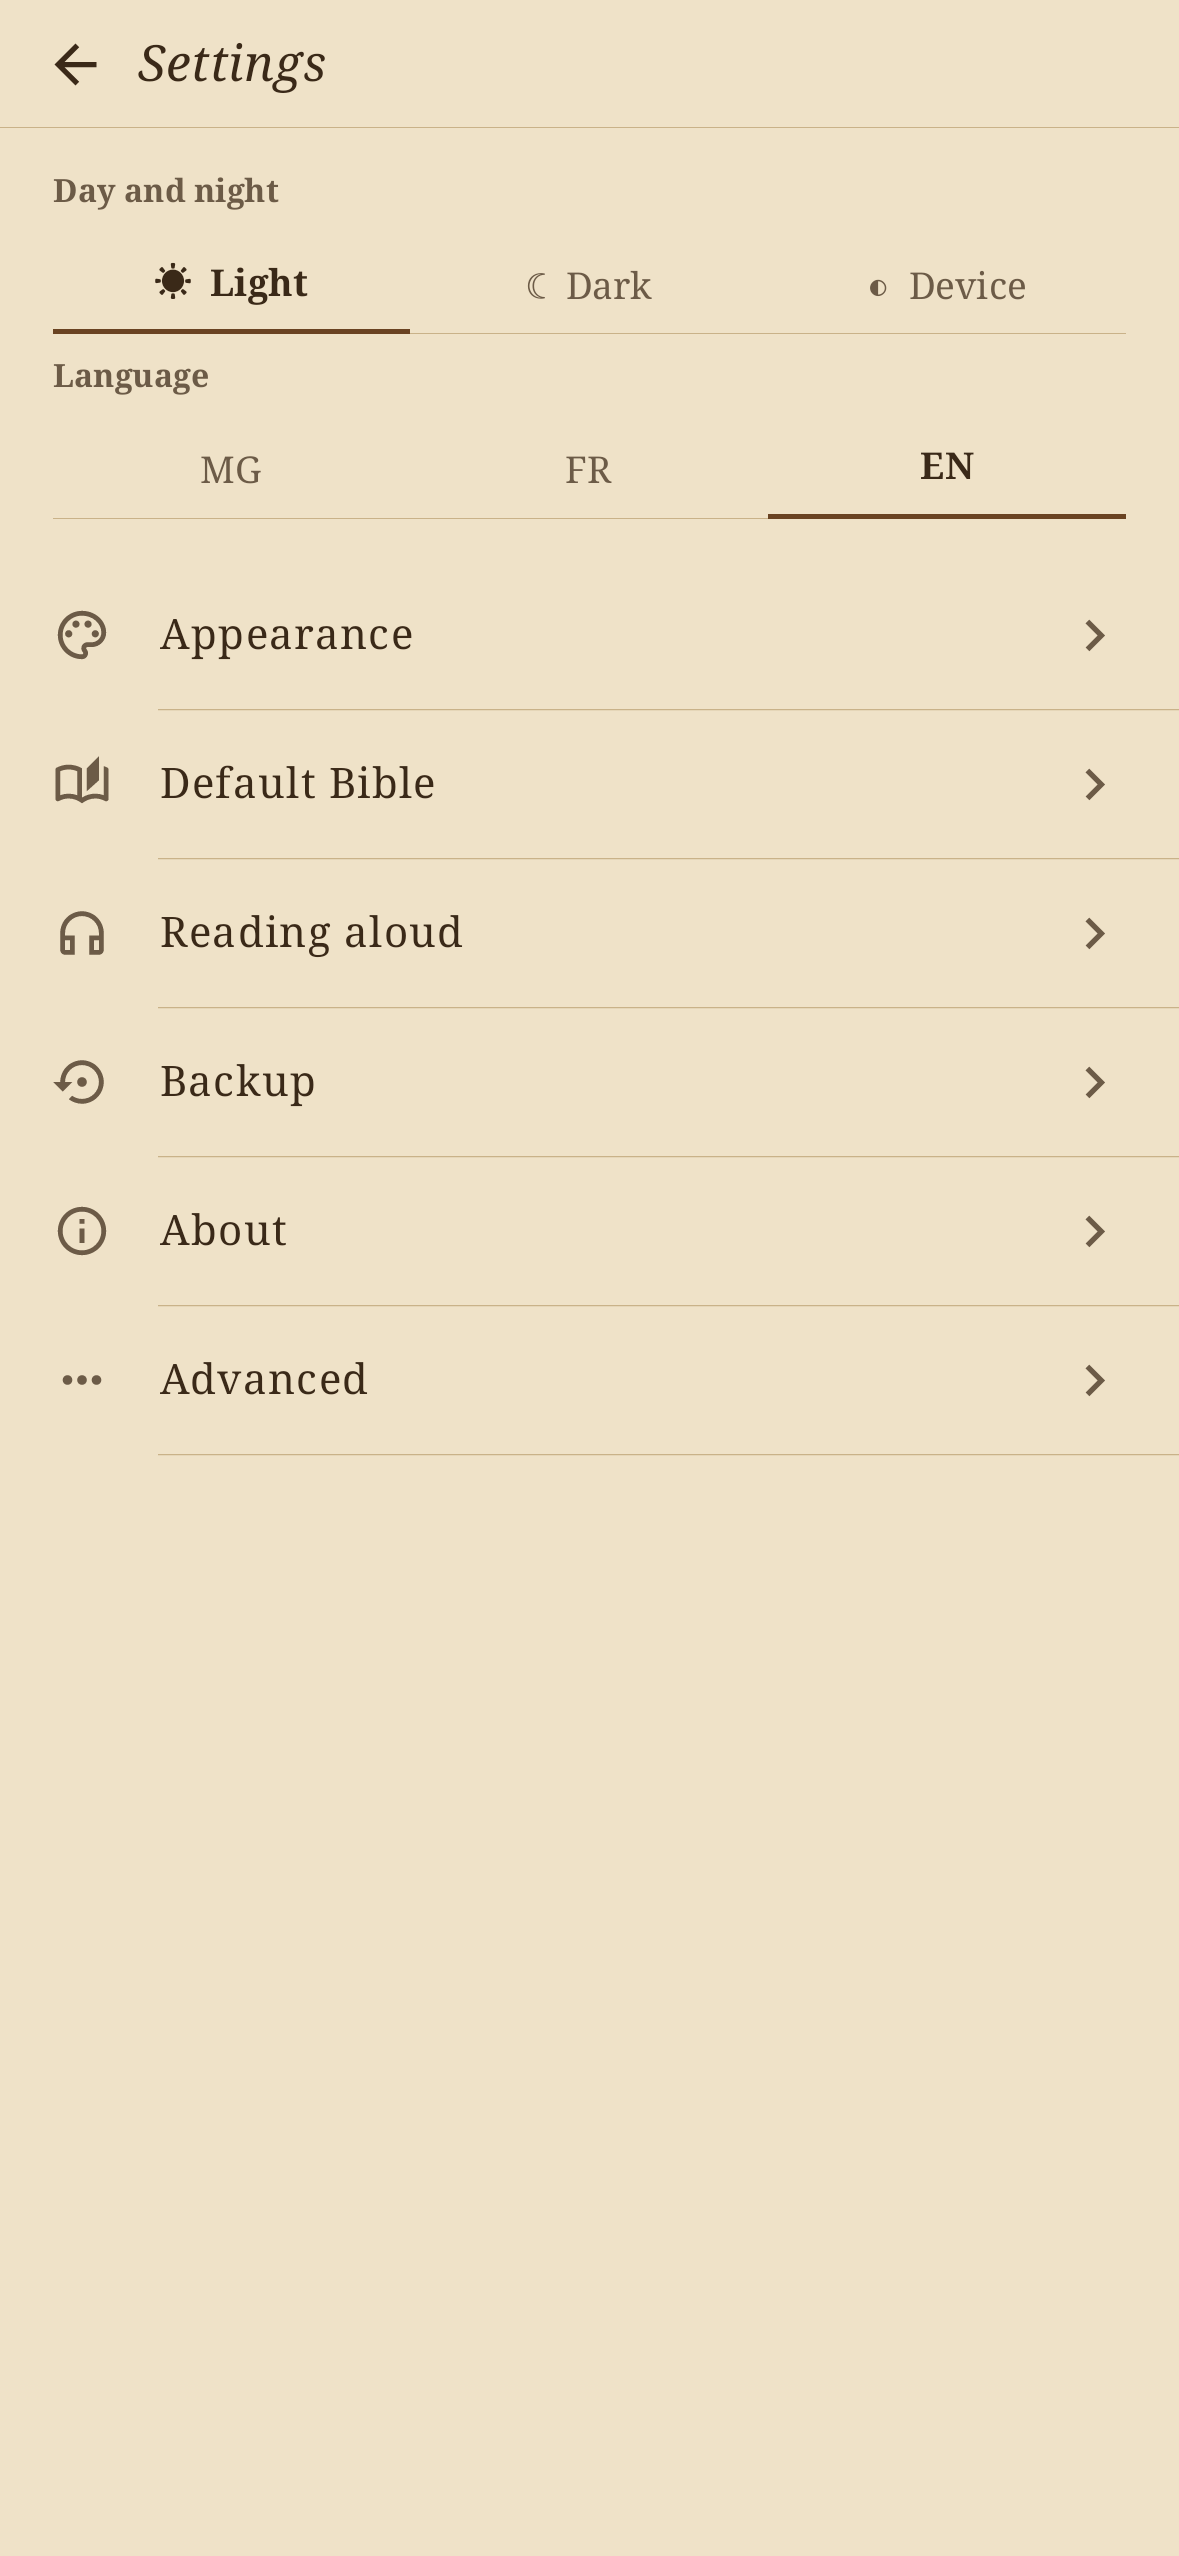 Settings
Day and night
Light
Dark
Device
Language
MG
FR
EN
Appearance
Default Bible
Reading aloud
Backup
About
Advanced